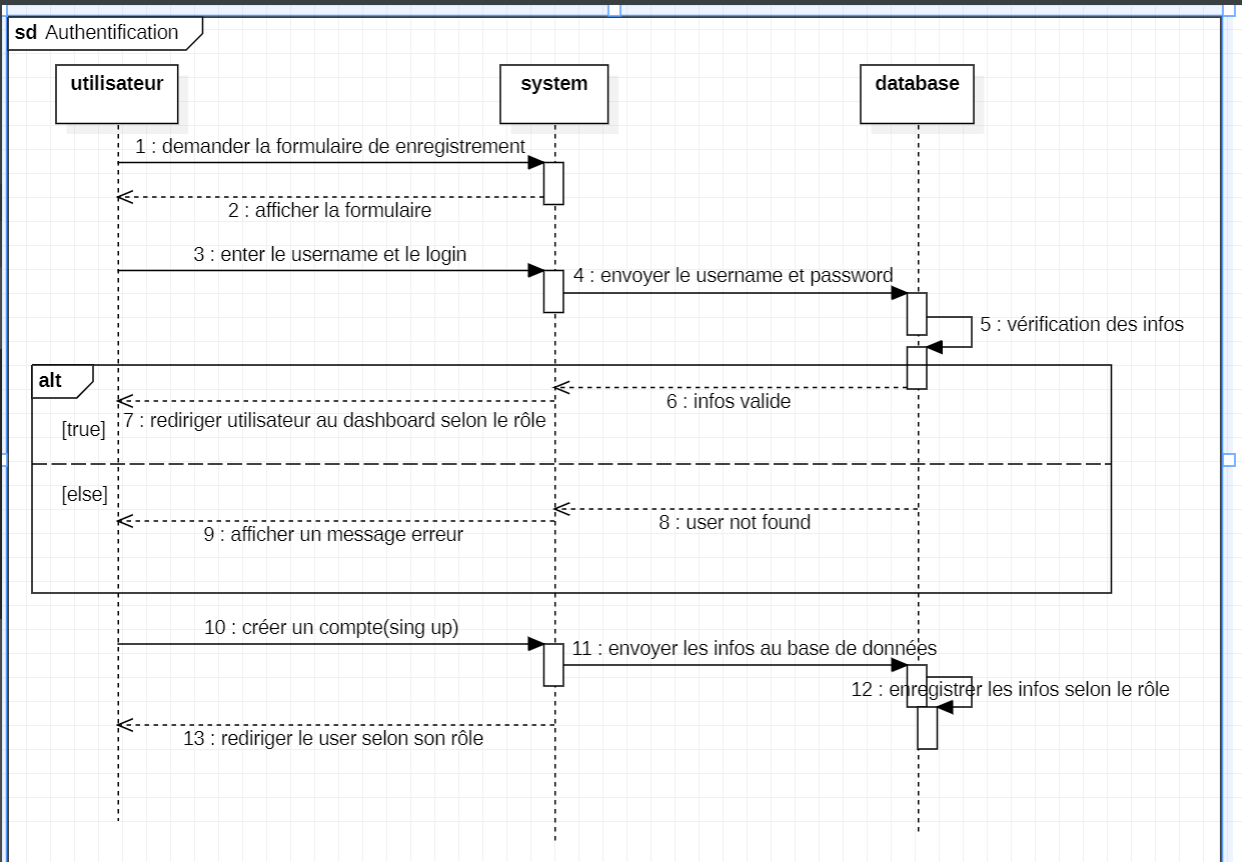 sd Authentification
utilisateur
system
database
1 : demander la formulaire de enregistrement
2 : afficher la formulaire
3 : enter le username et le login
4 : envoyer le username et password
5 : vérification des infos
alt
6 : infos valide
7 : rediriger utilisateur au dashboard selon le rôle
[true]
[else]
8 : user not found
9 : afficher un message erreur
10 : créer un compte(sing up)
11 : envoyer les infos au base de données
12 : enregistrer les infos selon le rôle
13 : rediriger le user selon son rôle